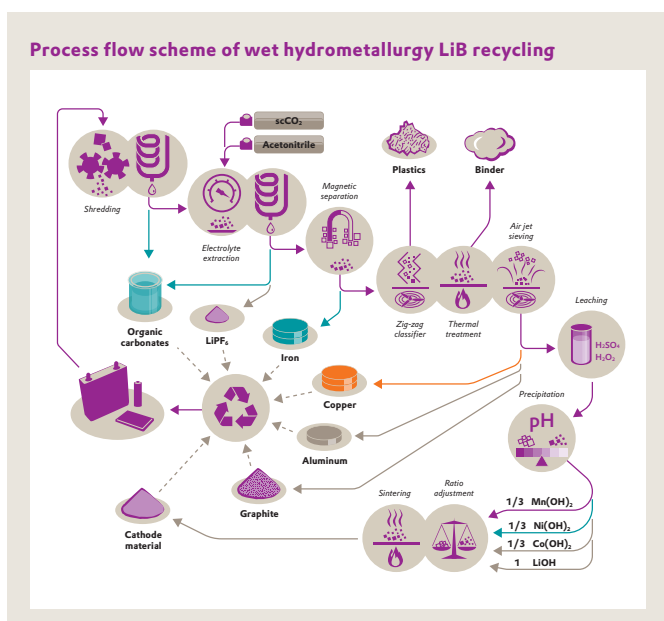 Process flow scheme of wet hydrometallurgy LiB recycling
scCO₂
Acetonitrile
Plastics
Binder
Shredding
Magnetic
separation
Electrolyte
extraction
Air jet
sieving
Organic
carbonates
LiPF₆
Iron
Zig-zag
classifier
Thermal
treatment
Leaching
H₂SO₄
H₂O₂
Copper
Precipitation
pH
Aluminum
Graphite
Cathode
material
Sintering
Ratio
adjustment
1/3 Mn(OH)₂
1/3 Ni(OH)₂
1/3 Co(OH)₂
1 LiOH